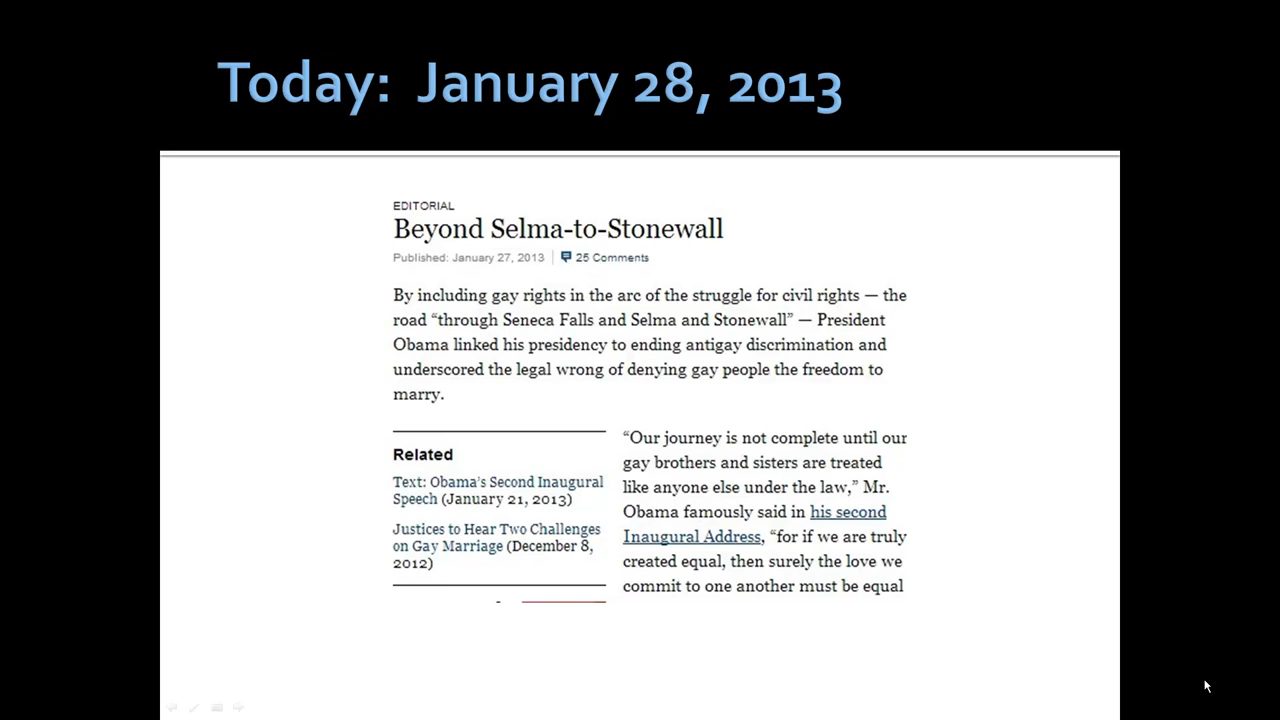 Today: January 28, 2013
EDITORIAL
Beyond Selma-to-Stonewall
Published: January 27, 2013
25 Comments
By including gay rights in the arc of the struggle for civil rights — the
road “through Seneca Falls and Selma and Stonewall” — President
Obama linked his presidency to ending antigay discrimination and
underscored the legal wrong of denying gay people the freedom to
marry.
Related
Text: Obama's Second Inaugural
Speech (January 21, 2013)
Justices to Hear Two Challenges
on Gay Marriage (December 8,
2012)
“Our journey is not complete until our
gay brothers and sisters are treated
like anyone else under the law,” Mr.
Obama famously said in his second
Inaugural Address, “for if we are truly
created equal, then surely the love we
commit to one another must be equal